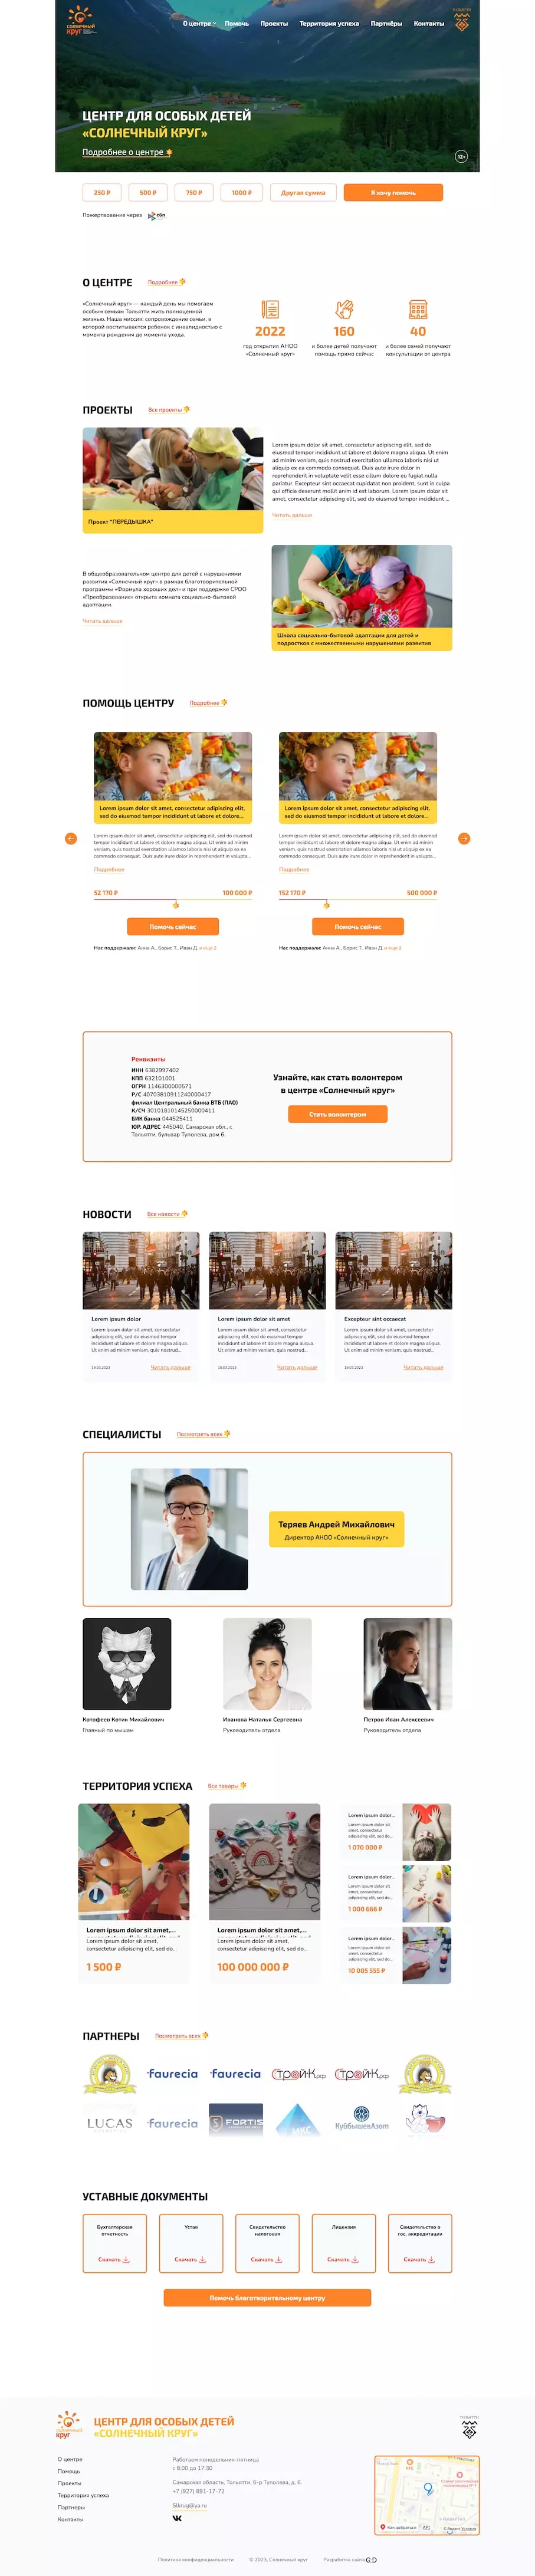 СОЛНЕЧНЫЙ
КРУГ
О центре
Помочь
Проекты
Территория успеха
Партнёры
Контакты
ТОЛЬЯТТИ
ЦЕНТР ДЛЯ ОСОБЫХ ДЕТЕЙ
«СОЛНЕЧНЫЙ КРУГ»
Подробнее о центре
12+
250 ₽
500 ₽
750 ₽
1000 ₽
Другая сумма
Я хочу помочь
Пожертвование через
сбп
О ЦЕНТРЕ
Подробнее
«Солнечный круг» — каждый день мы помогаем
особым семьям Тольятти жить полноценной
жизнью. Наша миссия: сопровождение семьи, в
которой воспитывается ребенок с инвалидностью с
момента рождения до момента ухода.
2022
год открытия АНОО
«Солнечный круг»
160
и более детей получают
помощь прямо сейчас
40
и более семей получают
консультации от центра
ПРОЕКТЫ
Все проекты
Проект "ПЕРЕДЫШКА"
Lorem ipsum dolor sit amet, consectetur adipiscing elit, sed do
eiusmod tempor incididunt ut labore et dolore magna aliqua. Ut enim
ad minim veniam, quis nostrud exercitation ullamco laboris nisi ut
aliquip ex ea commodo consequat. Duis aute irure dolor in
reprehenderit in voluptate velit esse cillum dolore eu fugiat nulla
pariatur. Excepteur sint occaecat cupidatat non proident, sunt in culpa
qui officia deserunt mollit anim id est laborum. Lorem ipsum dolor sit
amet, consectetur adipiscing elit, sed do eiusmod tempor incididunt ...
Читать дальше
В общеобразовательном центре для детей с нарушениями
развития «Солнечный круг» в рамках благотворительной
программы «Формула хороших дел» и при поддержке СРОО
«Преображение» открыта комната социально-бытовой
адаптации.
Читать дальше
Школа социально-бытовой адаптации для детей и
подростков с множественными нарушениями развития
ПОМОЩЬ ЦЕНТРУ
Подробнее
Lorem ipsum dolor sit amet, consectetur adipiscing elit,
sed do eiusmod tempor incididunt ut labore et dolore...
Lorem ipsum dolor sit amet, consectetur adipiscing elit, sed do eiusmod
tempor incididunt ut labore et dolore magna aliqua. Ut enim ad minim
veniam, quis nostrud exercitation ullamco laboris nisi ut aliquip ex ea
commodo consequat. Duis aute irure dolor in reprehenderit in volupta...
Подробнее
52 170 ₽
100 000 ₽
Помочь сейчас
Нас поддержали: Анна А., Борис Т., Иван Д. и еще 2
Lorem ipsum dolor sit amet, consectetur adipiscing elit,
sed do eiusmod tempor incididunt ut labore et dolore...
Lorem ipsum dolor sit amet, consectetur adipiscing elit, sed do eiusmod
tempor incididunt ut labore et dolore magna aliqua. Ut enim ad minim
veniam, quis nostrud exercitation ullamco laboris nisi ut aliquip ex ea
commodo consequat. Duis aute irure dolor in reprehenderit in volupta...
Подробнее
152 170 ₽
500 000 ₽
Помочь сейчас
Нас поддержали: Анна А., Борис Т., Иван Д. и еще 2
Реквизиты
ИНН 6382997402
КПП 632101001
ОГРН 1146300000571
Р/С 40703810911240000417
филиал Центральный банка ВТБ (ПАО)
К/СЧ 30101810145250000411
БИК банка 044525411
ЮР. АДРЕС 445040, Самарская обл., г.
Тольятти, бульвар Туполева, дом 6.
Узнайте, как стать волонтером
в центре «Солнечный круг»
Стать волонтером
НОВОСТИ
Все новости
Lorem ipsum dolor
Lorem ipsum dolor sit amet, consectetur
adipiscing elit, sed do eiusmod tempor
incididunt ut labore et dolore magna aliqua.
Ut enim ad minim veniam, quis nostrud...
19.03.2023
Читать дальше
Lorem ipsum dolor sit amet
Lorem ipsum dolor sit amet, consectetur
adipiscing elit, sed do eiusmod tempor
incididunt ut labore et dolore magna aliqua.
Ut enim ad minim veniam, quis nostrud...
19.03.2023
Читать дальше
Excepteur sint occaecat
Lorem ipsum dolor sit amet, consectetur
adipiscing elit, sed do eiusmod tempor
incididunt ut labore et dolore magna aliqua.
Ut enim ad minim veniam, quis nostrud...
19.03.2023
Читать дальше
СПЕЦИАЛИСТЫ
Посмотреть всех
Теряев Андрей Михайлович
Директор АНОО «Солнечный круг»
Котофеев Котик Михайлович
Главный по мышам
Иванова Наталья Сергеевна
Руководитель отдела
Петров Иван Алексеевич
Руководитель отдела
ТЕРРИТОРИЯ УСПЕХА
Все товары
Lorem ipsum dolor sit amet,...
Lorem ipsum dolor sit amet,
consectetur adipiscing elit, sed do...
1 500 ₽
Lorem ipsum dolor sit amet,...
Lorem ipsum dolor sit amet,
consectetur adipiscing elit, sed do...
100 000 000 ₽
Lorem ipsum dolor...
Lorem ipsum dolor sit
amet, consectetur
adipiscing elit, sed do...
1 070 000 ₽
Lorem ipsum dolor...
Lorem ipsum dolor sit
amet, consectetur
adipiscing elit, sed do...
1 000 666 ₽
Lorem ipsum dolor...
Lorem ipsum dolor sit
amet, consectetur
adipiscing elit, sed do...
10 005 555 ₽
ПАРТНЕРЫ
Посмотреть всех
faurecia
faurecia
Строй-К.рф
Строй-К.рф
LUCAS
faurecia
FORTIS
МКС
КуйбышевАзот
УСТАВНЫЕ ДОКУМЕНТЫ
Бухгалтерская
отчетность
Скачать
Устав
Скачать
Свидетельство
налоговая
Скачать
Лицензия
Скачать
Свидетельство о
гос. аккредитации
Скачать
Помочь Благотворительному центру
СОЛНЕЧНЫЙ
круг
ЦЕНТР ДЛЯ ОСОБЫХ ДЕТЕЙ
«СОЛНЕЧНЫЙ КРУГ»
ТОЛЬЯТТИ
О центре
Помощь
Проекты
Территория успеха
Партнеры
Контакты
Работаем понедельник-пятница
с 8:00 до 17:30
Самарская область, Тольятти, б-р Туполева, д. 6.
+7 (927) 891-17-72
Slkrug@ya.ru
Как добраться
API
© Яндекс Условия
Политика конфиденциальности
© 2023, Солнечный круг
Разработка сайта